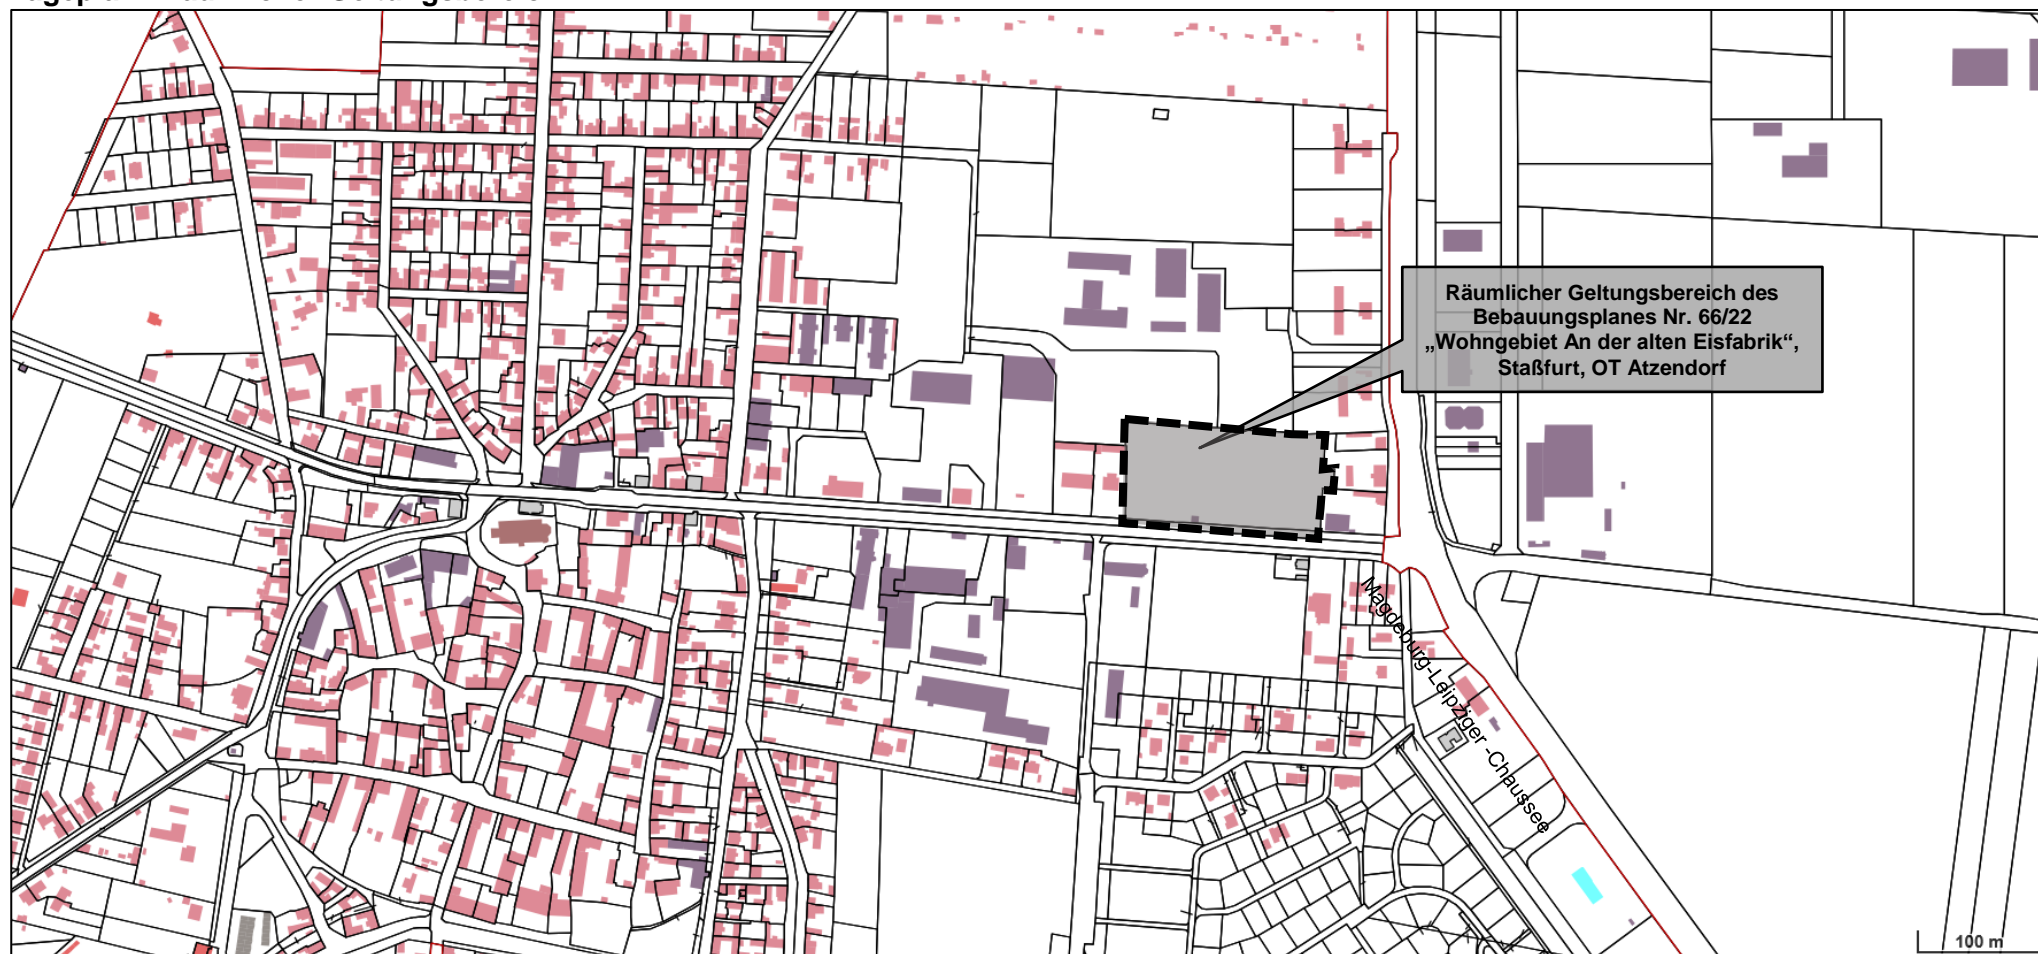 Räumlicher Geltungsbereich des
Bebauungsplanes Nr. 66/22
„Wohngebiet An der alten Eisfabrik“,
Staßfurt, OT Atzendorf
Magdeburg-Leipziger -Chaussee
100 m